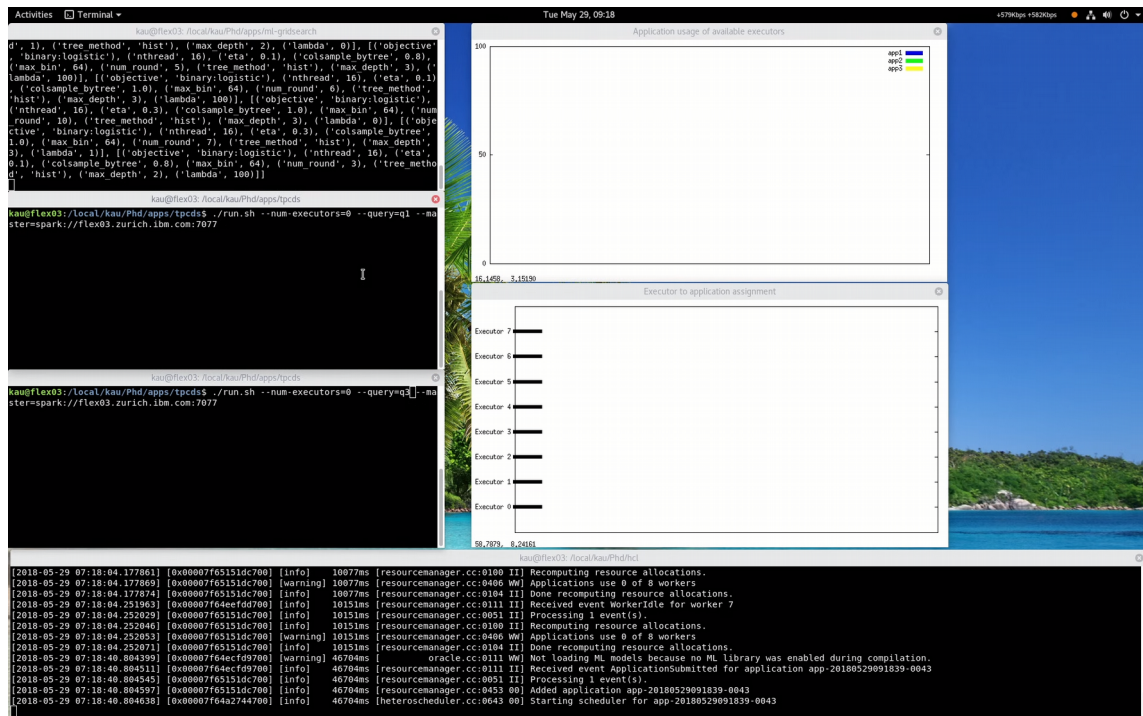 Activities
Terminal
Tue May 29, 09:18
+579Kbps +582Kbps
kau@flex03: /local/kau/Phd/apps/ml-gridsearch
d', 1), ('tree_method', 'hist'), ('max_depth', 2), ('lambda', 0)], [('objective'
, 'binary:logistic'), ('nthread', 16), ('eta', 0.1), ('colsample_bytree', 0.8),
('max_bin', 64), ('num_round', 5), ('tree_method', 'hist'), ('max_depth', 3), ('
lambda', 100)], [('objective', 'binary:logistic'), ('nthread', 16), ('eta', 0.1)
, ('colsample_bytree', 1.0), ('max_bin', 64), ('num_round', 6), ('tree_method',
'hist'), ('max_depth', 3), ('lambda', 100)], [('objective', 'binary:logistic'),
('nthread', 16), ('eta', 0.3), ('colsample_bytree', 1.0), ('max_bin', 64), ('num
_round', 10), ('tree_method', 'hist'), ('max_depth', 3), ('lambda', 0)], [('obje
ctive', 'binary:logistic'), ('nthread', 16), ('eta', 0.3), ('colsample_bytree',
1.0), ('max_bin', 64), ('num_round', 7), ('tree_method', 'hist'), ('max_depth',
3), ('lambda', 1)], [('objective', 'binary:logistic'), ('nthread', 16), ('eta',
0.1), ('colsample_bytree', 0.8), ('max_bin', 64), ('num_round', 3), ('tree_metho
d', 'hist'), ('max_depth', 2), ('lambda', 100)]]
kau@flex03: /local/kau/Phd/apps/tpcds
kau@flex03:/local/kau/Phd/apps/tpcds$ ./run.sh --num-executors=0 --query=q1 --ma
ster=spark://flex03.zurich.ibm.com:7077
kau@flex03: /local/kau/Phd/apps/tpcds
kau@flex03:/local/kau/Phd/apps/tpcds$ ./run.sh --num-executors=0 --query=q3 --ma
ster=spark://flex03.zurich.ibm.com:7077
Application usage of available executors
100
app1
app2
app3
50
0
16.1458, 3.15190
Executor to application assignment
Executor 7
Executor 6
Executor 5
Executor 4
Executor 3
Executor 2
Executor 1
Executor 0
58.7879, 8.24161
kau@flex03: /local/kau/Phd/hcl
[2018-05-29 07:18:04.177861] [0x00007f65151dc700] [info] 10077ms [resourcemanager.cc:0100 II] Recomputing resource allocations.
[2018-05-29 07:18:04.177869] [0x00007f65151dc700] [warning] 10077ms [resourcemanager.cc:0406 WW] Applications use 0 of 8 workers
[2018-05-29 07:18:04.177874] [0x00007f65151dc700] [info] 10077ms [resourcemanager.cc:0104 II] Done recomputing resource allocations.
[2018-05-29 07:18:04.251963] [0x00007f64eefdd700] [info] 10151ms [resourcemanager.cc:0111 II] Received event WorkerIdle for worker 7
[2018-05-29 07:18:04.252029] [0x00007f65151dc700] [info] 10151ms [resourcemanager.cc:0051 II] Processing 1 event(s).
[2018-05-29 07:18:04.252046] [0x00007f65151dc700] [info] 10151ms [resourcemanager.cc:0100 II] Recomputing resource allocations.
[2018-05-29 07:18:04.252053] [0x00007f65151dc700] [warning] 10151ms [resourcemanager.cc:0406 WW] Applications use 0 of 8 workers
[2018-05-29 07:18:04.252071] [0x00007f65151dc700] [info] 10151ms [resourcemanager.cc:0104 II] Done recomputing resource allocations.
[2018-05-29 07:18:40.804399] [0x00007f64ecfd9700] [warning] 46704ms [ oracle.cc:0111 WW] Not loading ML models because no ML library was enabled during compilation.
[2018-05-29 07:18:40.804511] [0x00007f64ecfd9700] [info] 46704ms [resourcemanager.cc:0111 II] Received event ApplicationSubmitted for application app-20180529091839-0043
[2018-05-29 07:18:40.804545] [0x00007f65151dc700] [info] 46704ms [resourcemanager.cc:0051 II] Processing 1 event(s).
[2018-05-29 07:18:40.804597] [0x00007f65151dc700] [info] 46704ms [resourcemanager.cc:0453 OO] Added application app-20180529091839-0043
[2018-05-29 07:18:40.804638] [0x00007f64a2744700] [info] 46704ms [heteroscheduler.cc:0643 OO] Starting scheduler for app-20180529091839-0043